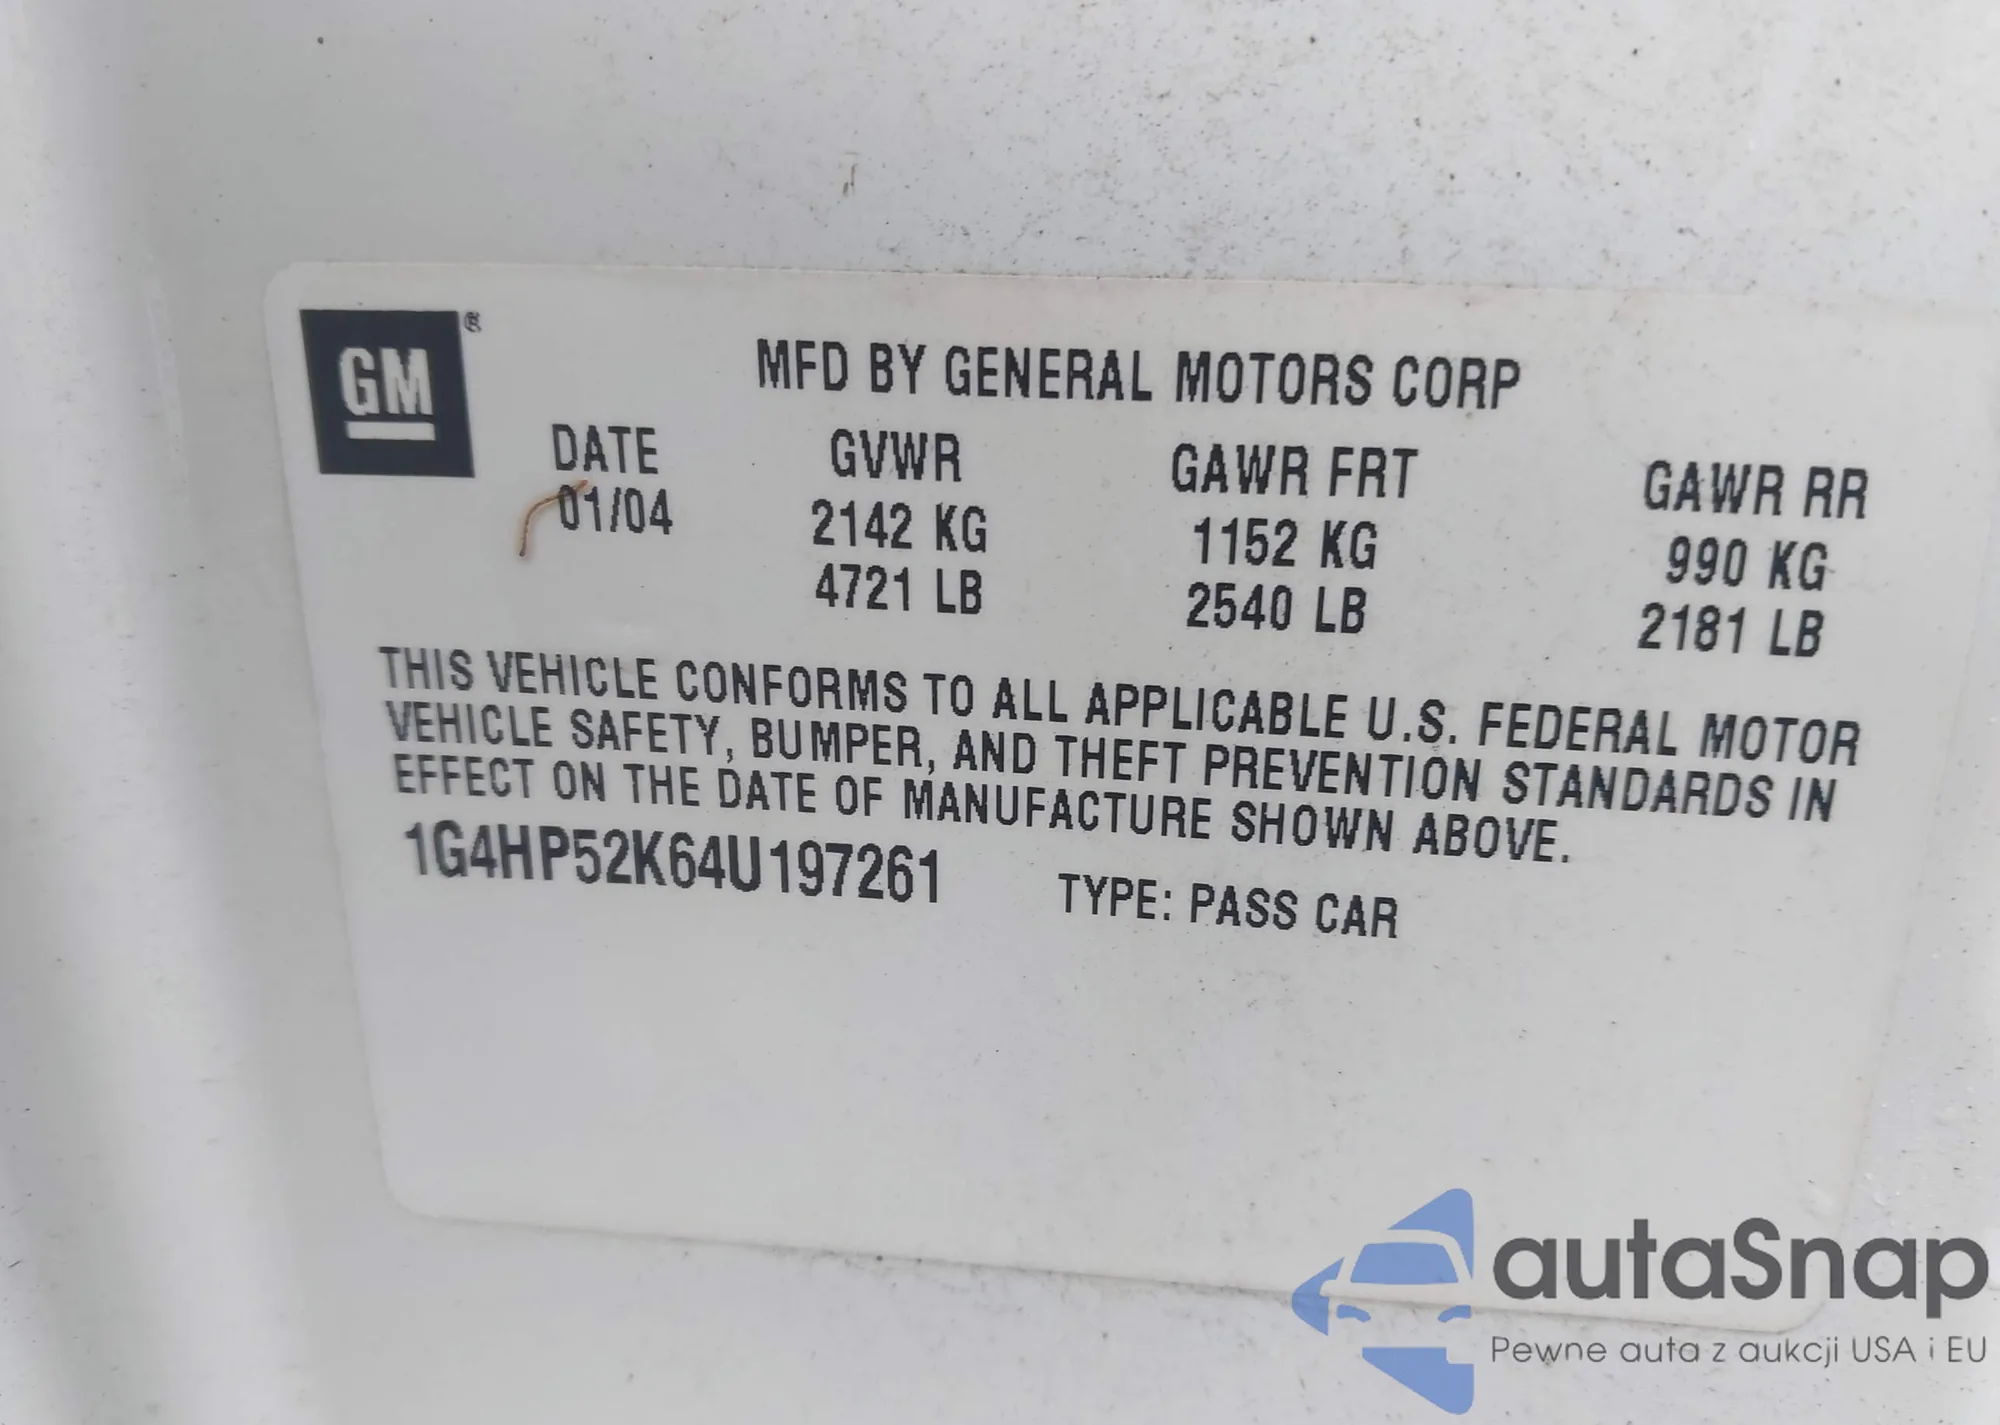 GM®
MFD BY GENERAL MOTORS CORP
DATE GVWR GAWR FRT GAWR RR
01/04 2142 KG 1152 KG 990 KG
4721 LB 2540 LB 2181 LB
THIS VEHICLE CONFORMS TO ALL APPLICABLE U.S. FEDERAL MOTOR
VEHICLE SAFETY, BUMPER, AND THEFT PREVENTION STANDARDS IN
EFFECT ON THE DATE OF MANUFACTURE SHOWN ABOVE.
1G4HP52K64U197261 TYPE: PASS CAR
autaSnap
Pewne auta z aukcji USA i EU